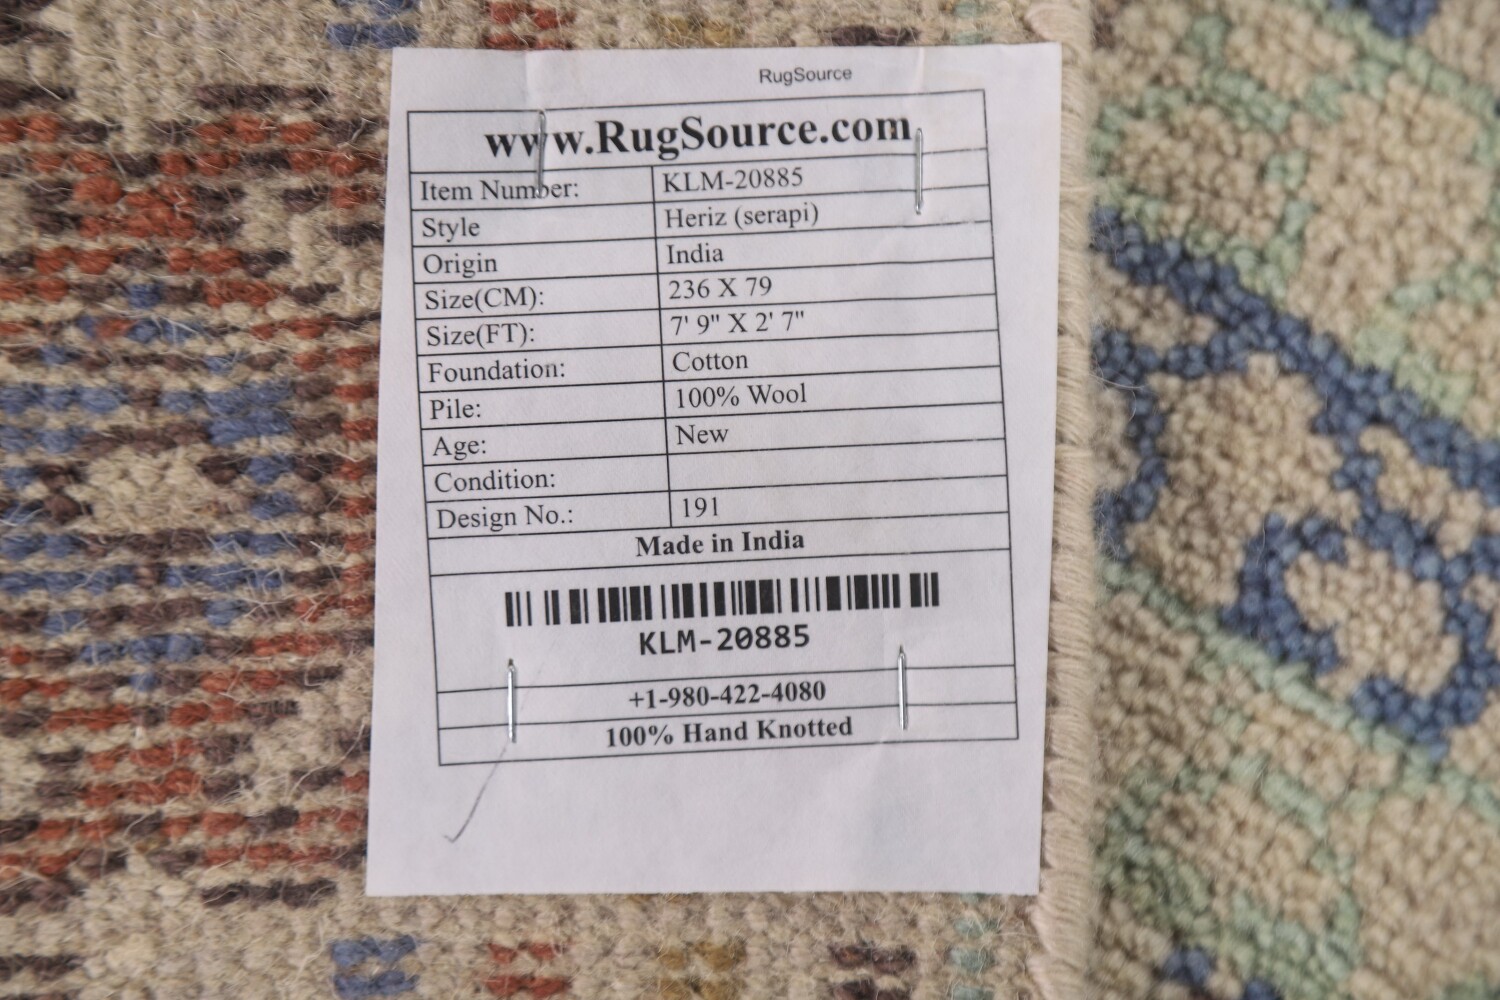 RugSource
www.RugSource.com
Item Number: KLM-20885
Style Heriz (serapi)
Origin India
Size(CM): 236 X 79
Size(FT): 7' 9" X 2' 7"
Foundation: Cotton
Pile: 100% Wool
Age: New
Condition:
Design No.: 191
Made in India
KLM-20885
+1-980-422-4080
100% Hand Knotted